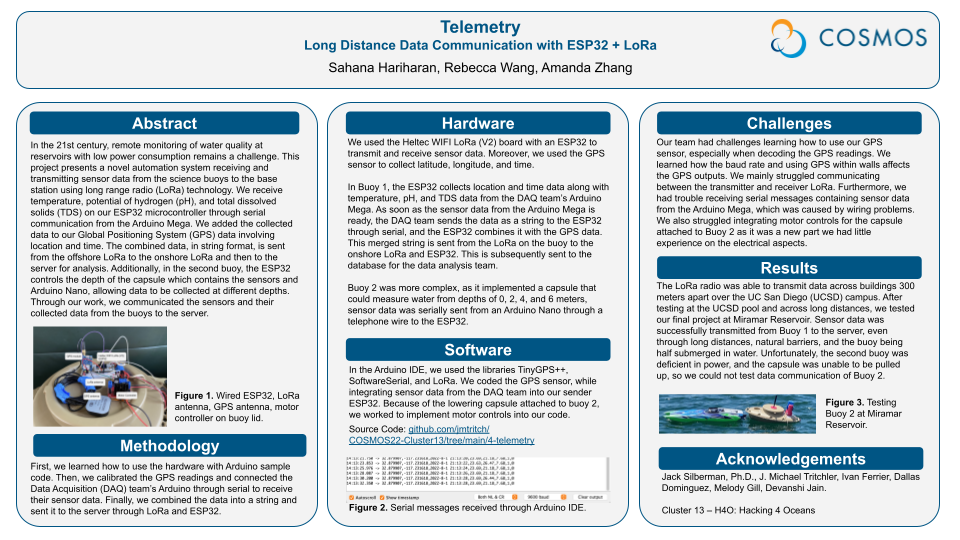 Telemetry
Long Distance Data Communication with ESP32 + LoRa
Sahana Hariharan, Rebecca Wang, Amanda Zhang
COSMOS
Abstract
In the 21st century, remote monitoring of water quality at
reservoirs with low power consumption remains a challenge. This
project presents a novel automation system receiving and
transmitting sensor data from the science buoys to the base
station using long range radio (LoRa) technology. We receive
temperature, potential of hydrogen (pH), and total dissolved
solids (TDS) on our ESP32 microcontroller through serial
communication from the Arduino Mega. We added the collected
data to our Global Positioning System (GPS) data involving
location and time. The combined data, in string format, is sent
from the offshore LoRa to the onshore LoRa and then to the
server for analysis. Additionally, in the second buoy, the ESP32
controls the depth of the capsule which contains the sensors and
Arduino Nano, allowing data to be collected at different depths.
Through our work, we communicated the sensors and their
collected data from the buoys to the server.
Figure 1. Wired ESP32, LoRa
antenna, GPS antenna, motor
controller on buoy lid.
Methodology
First, we learned how to use the hardware with Arduino sample
code. Then, we calibrated the GPS readings and connected the
Data Acquisition (DAQ) team's Arduino through serial to receive
their sensor data. Finally, we combined the data into a string and
sent it to the server through LoRa and ESP32.
Hardware
We used the Heltec WIFI LoRa (V2) board with an ESP32 to
transmit and receive sensor data. Moreover, we used the GPS
sensor to collect latitude, longitude, and time.
In Buoy 1, the ESP32 collects location and time data along with
temperature, pH, and TDS data from the DAQ team's Arduino
Mega. As soon as the sensor data from the Arduino Mega is
ready, the DAQ team sends the data as a string to the ESP32
through serial, and the ESP32 combines it with the GPS data.
This merged string is sent from the LoRa on the buoy to the
onshore LoRa and ESP32. This is subsequently sent to the
database for the data analysis team.
Buoy 2 was more complex, as it implemented a capsule that
could measure water from depths of 0, 2, 4, and 6 meters,
sensor data was serially sent from an Arduino Nano through a
telephone wire to the ESP32.
Software
In the Arduino IDE, we used the libraries TinyGPS++,
SoftwareSerial, and LoRa. We coded the GPS sensor, while
integrating sensor data from the DAQ team into our sender
ESP32. Because of the lowering capsule attached to buoy 2,
we worked to implement motor controls into our code.
Source Code: github.com/jmtritch/
COSMOS22-Cluster13/tree/main/4-telemetry
Autoscroll Show timestamp Both NL & CR 9600 baud Clear output
Figure 2. Serial messages received through Arduino IDE.
Challenges
Our team had challenges learning how to use our GPS
sensor, especially when decoding the GPS readings. We
learned how the baud rate and using GPS within walls affects
the GPS outputs. We mainly struggled communicating
between the transmitter and receiver LoRa. Furthermore, we
had trouble receiving serial messages containing sensor data
from the Arduino Mega, which was caused by wiring problems.
We also struggled integrating motor controls for the capsule
attached to Buoy 2 as it was a new part we had little
experience on the electrical aspects.
Results
The LoRa radio was able to transmit data across buildings 300
meters apart over the UC San Diego (UCSD) campus. After
testing at the UCSD pool and across long distances, we tested
our final project at Miramar Reservoir. Sensor data was
successfully transmitted from Buoy 1 to the server, even
through long distances, natural barriers, and the buoy being
half submerged in water. Unfortunately, the second buoy was
deficient in power, and the capsule was unable to be pulled
up, so we could not test data communication of Buoy 2.
Figure 3. Testing
Buoy 2 at Miramar
Reservoir.
Acknowledgements
Jack Silberman, Ph.D., J. Michael Tritchler, Ivan Ferrier, Dallas
Dominguez, Melody Gill, Devanshi Jain.
Cluster 13 – H4O: Hacking 4 Oceans